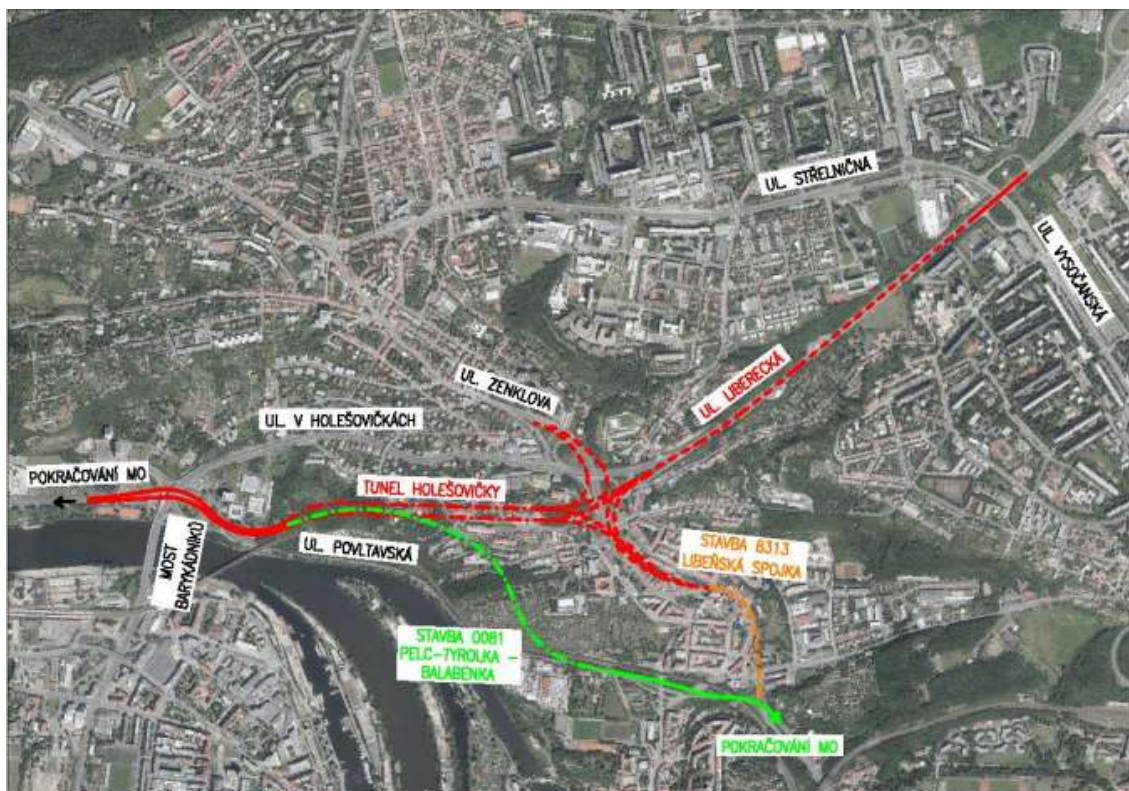 UL. STŘELNIČNÁ
UL. VYSOČANSKÁ
UL. LIBERECKÁ
UL. ZENKLOVA
UL. V HOLEŠOVIČKÁCH
POKRAČOVÁNÍ MO
TUNEL HOLEŠOVIČKY
MOST
BARYKÁDNIKŮ
UL. POVLTAVSKÁ
STAVBA 8313
LIBEŇSKÁ SPOJKA
STAVBA 0081
PELC-TYROLKA -
BALABENKA
POKRAČOVÁNÍ MO